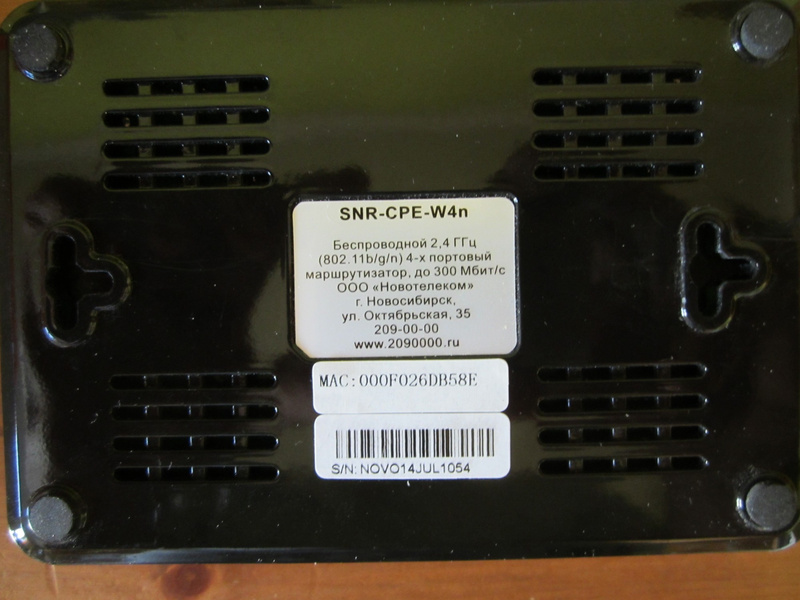 SNR-CPE-W4n
Беспроводной 2,4 ГГц
(802.11b/g/n) 4-х портовый
маршрутизатор, до 300 Мбит/с
ООО «Новотелеком»
г. Новосибирск,
ул. Октябрьская, 35
209-00-00
www.2090000.ru
MAC:000F026DB58E
S/N:NOVO14JUL1054